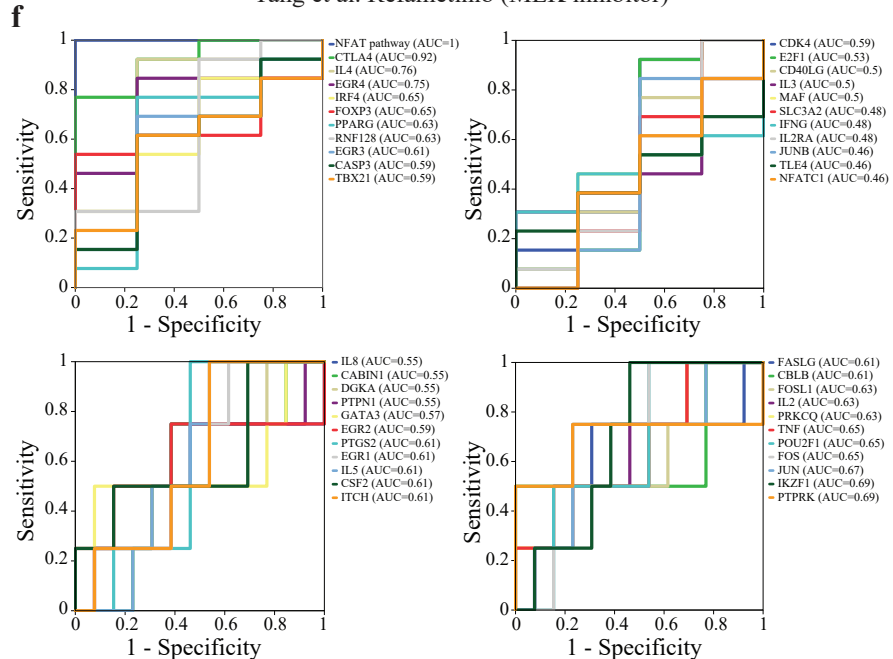 f
1
0.8
0.6
0.4
0.2
0
Sensitivity
0.2 0.4 0.6 0.8 1
1 - Specificity
NFAT pathway (AUC=1)
CTLA4 (AUC=0.92)
IL4 (AUC=0.76)
EGR4 (AUC=0.75)
IRF4 (AUC=0.65)
FOXP3 (AUC=0.65)
PPARG (AUC=0.63)
RNF128 (AUC=0.63)
EGR3 (AUC=0.61)
CASP3 (AUC=0.59)
TBX21 (AUC=0.59)
1
0.8
0.6
0.4
0.2
0
Sensitivity
0 0.2 0.4 0.6 0.8 1
1 - Specificity
CDK4 (AUC=0.59)
E2F1 (AUC=0.53)
CD40LG (AUC=0.5)
IL3 (AUC=0.5)
MAF (AUC=0.5)
SLC3A2 (AUC=0.48)
IFNG (AUC=0.48)
IL2RA (AUC=0.48)
JUNB (AUC=0.46)
TLE4 (AUC=0.46)
NFATC1 (AUC=0.46)
1
0.8
0.6
0.4
0.2
0
Sensitivity
0 0.2 0.4 0.6 0.8 1
1 - Specificity
IL8 (AUC=0.55)
CABIN1 (AUC=0.55)
DGKA (AUC=0.55)
PTPN1 (AUC=0.55)
GATA3 (AUC=0.57)
EGR2 (AUC=0.59)
PTGS2 (AUC=0.61)
EGR1 (AUC=0.61)
IL5 (AUC=0.61)
CSF2 (AUC=0.61)
ITCH (AUC=0.61)
1
0.8
0.6
0.4
0.2
0
Sensitivity
0 0.2 0.4 0.6 0.8 1
1 - Specificity
FASLG (AUC=0.61)
CBLB (AUC=0.61)
FOSL1 (AUC=0.63)
IL2 (AUC=0.63)
PRKCQ (AUC=0.63)
TNF (AUC=0.65)
POU2F1 (AUC=0.65)
FOS (AUC=0.65)
JUN (AUC=0.67)
IKZF1 (AUC=0.69)
PTPRK (AUC=0.69)